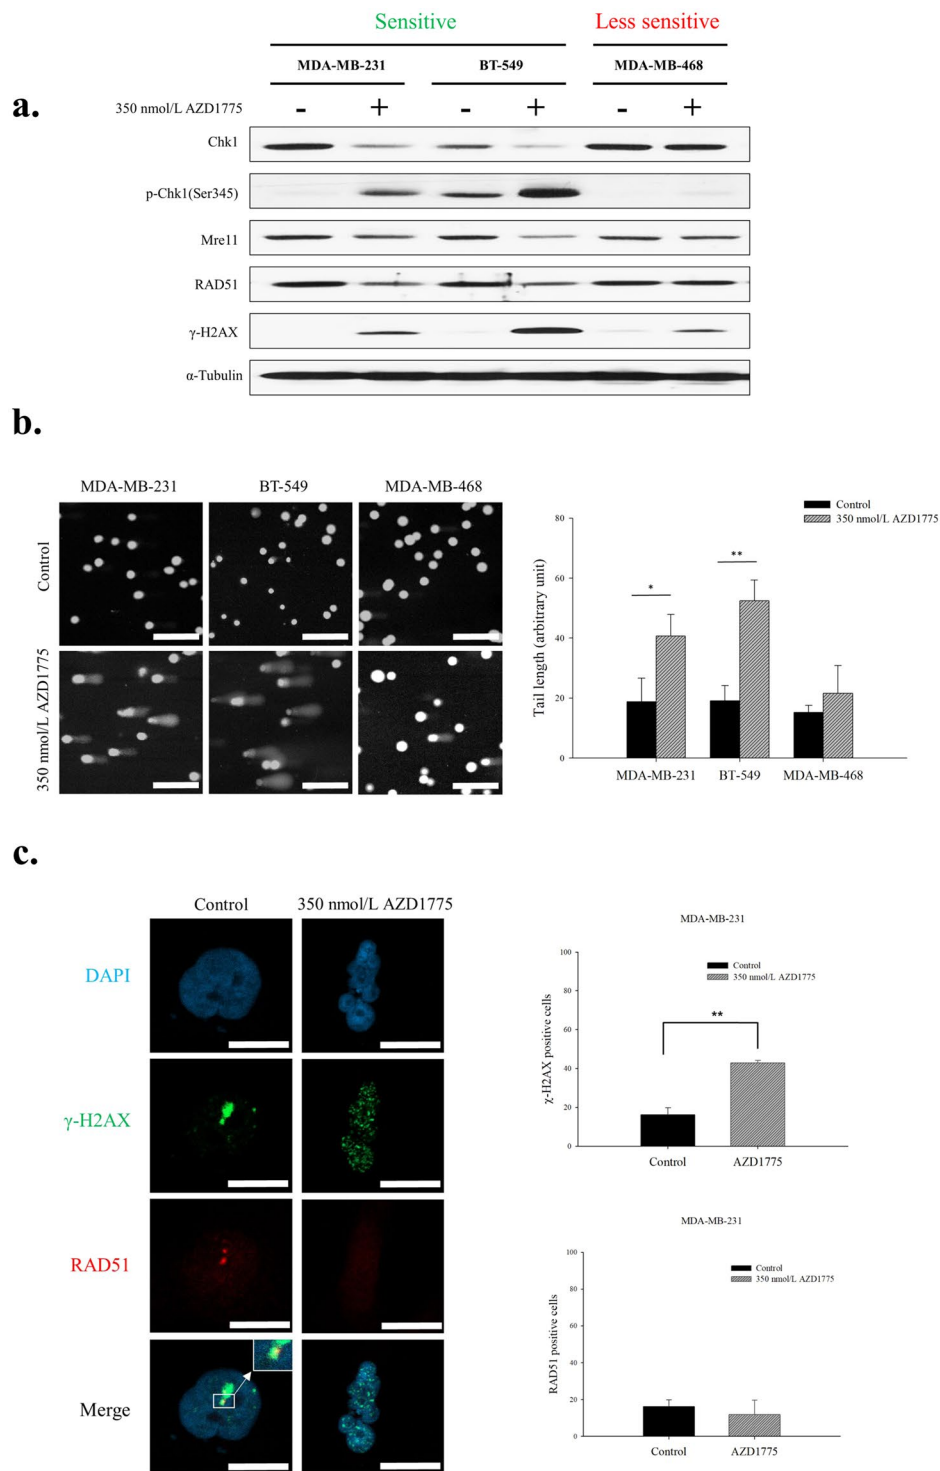 Sensitive Less sensitive
MDA-MB-231 BT-549 MDA-MB-468
a.
350 nmol/L AZD1775 - + - + - +
Chk1
p-Chk1(Ser345)
Mre11
RAD51
γ-H2AX
α-Tubulin
b.
MDA-MB-231 BT-549 MDA-MB-468
Control
350 nmol/L AZD1775
Control
350 nmol/L AZD1775
Tail length (arbitrary unit)
80
60
40
20
0
* **
MDA-MB-231 BT-549 MDA-MB-468
c.
Control 350 nmol/L AZD1775
DAPI
γ-H2AX
RAD51
Merge
MDA-MB-231
Control
350 nmol/L AZD1775
χ-H2AX positive cells
100
80
60
40
20
0
**
Control AZD1775
MDA-MB-231
Control
350 nmol/L AZD1775
RAD51 positive cells
100
80
60
40
20
0
Control AZD1775